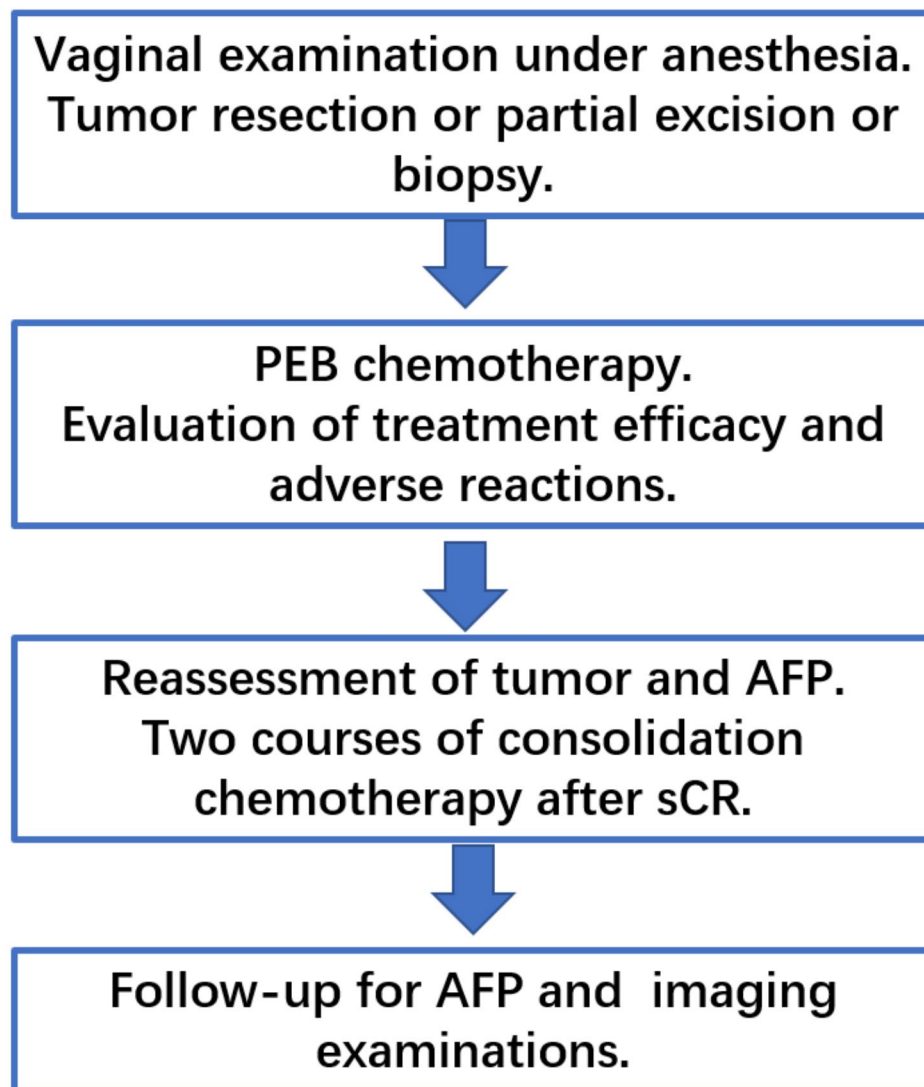 Vaginal examination under anesthesia.
Tumor resection or partial excision or
biopsy.
PEB chemotherapy.
Evaluation of treatment efficacy and
adverse reactions.
Reassessment of tumor and AFP.
Two courses of consolidation
chemotherapy after sCR.
Follow-up for AFP and  imaging
examinations.